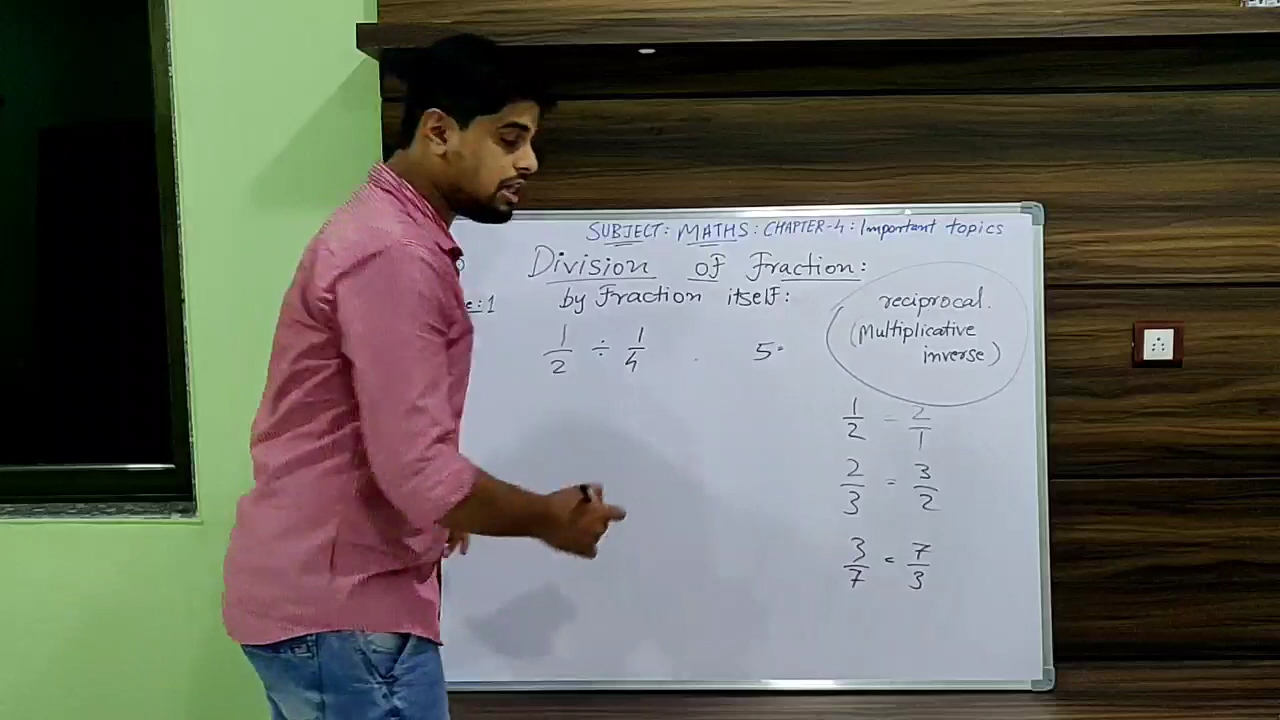 SUBJECT: MATHS: CHAPTER-4: Important topics
Division of Fraction:
by Fraction itself:
e:1
reciprocal.
(Multiplicative
inverse)
1/2 ÷ 1/4 5
1/2 = 2/1
2/3 = 3/2
3/7 = 7/3